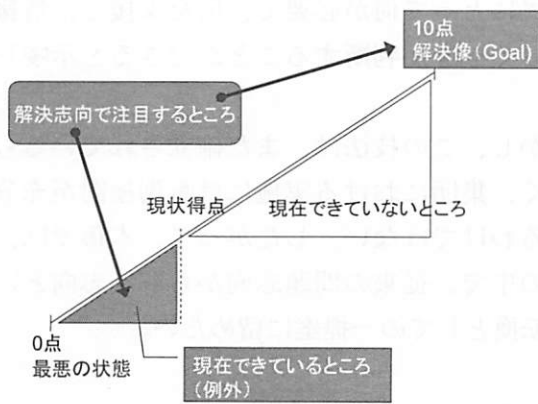 10点
解決像(Goal)
解決志向で注目するところ
現状得点
現在できていないところ
0点
最悪の状態
現在できているところ
(例外)